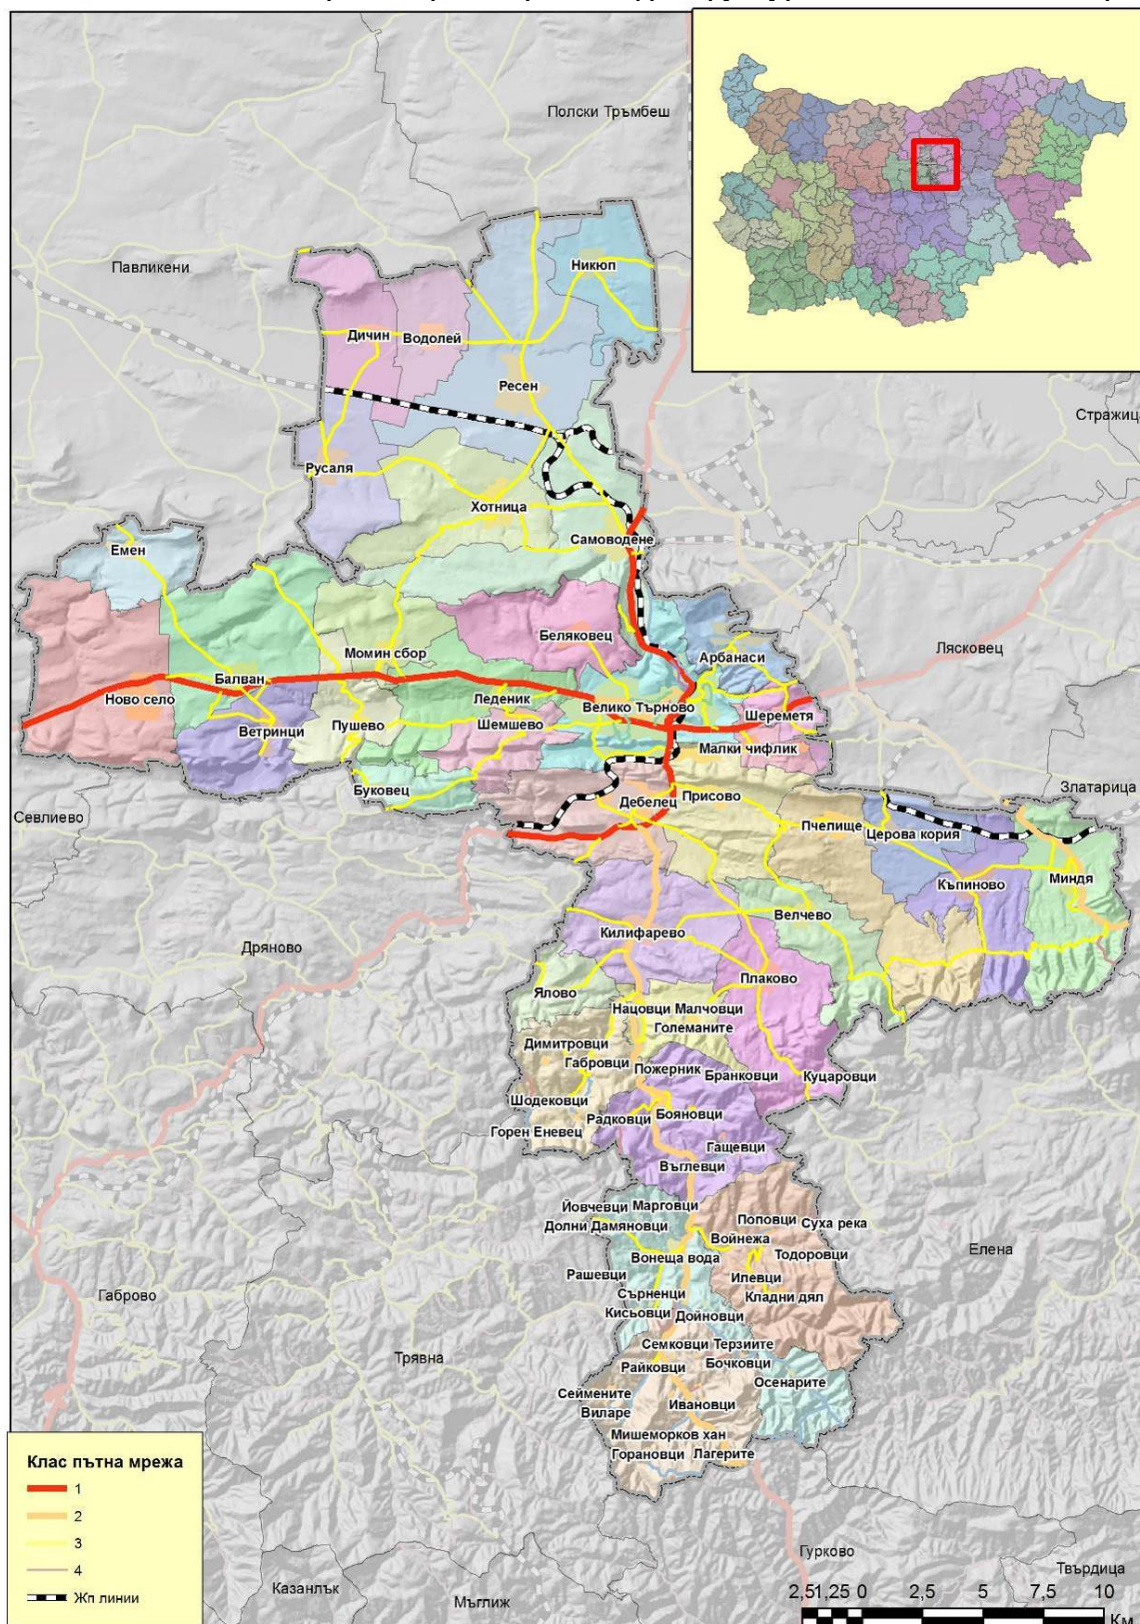 Полски Тръмбеш
Павликени
Никюп
Дичин
Водолей
Ресен
Стражица
Русаля
Хотница
Самоводене
Емен
Беляковец
Арбанаси
Лясковец
Момин сбор
Балван
Ново село
Леденик
Велико Търново
Шереметя
Ветринци
Пушево
Шемшево
Малки чифлик
Буковец
Присово
Дебелец
Златарица
Севлиево
Пчелище
Церова кория
Къпиново
Миндя
Велчево
Килифарево
Дряново
Плаково
Ялово
Нацовци
Малчовци
Големаните
Димитровци
Габровци
Пожерник
Бранковци
Куцаровци
Шодековци
Радковци
Бояновци
Горен Еневец
Гащевци
Въглевци
Йовчевци
Марговци
Долни Дамяновци
Поповци
Суха река
Войнежа
Вонеща вода
Тодоровци
Елена
Рашевци
Илевци
Сърненци
Кладни дял
Габрово
Кисьовци
Дойновци
Семковци
Терзиите
Трявна
Райковци
Бочковци
Осенарите
Сеймените
Ивановци
Виларе
Мишеморков хан
Горановци
Лагерите
Гурково
Твърдица
Казанлък
Мъглиж
Клас пътна мрежа
1
2
3
4
Жп линии
2,51,25 0 2,5 5 7,5 10
Км